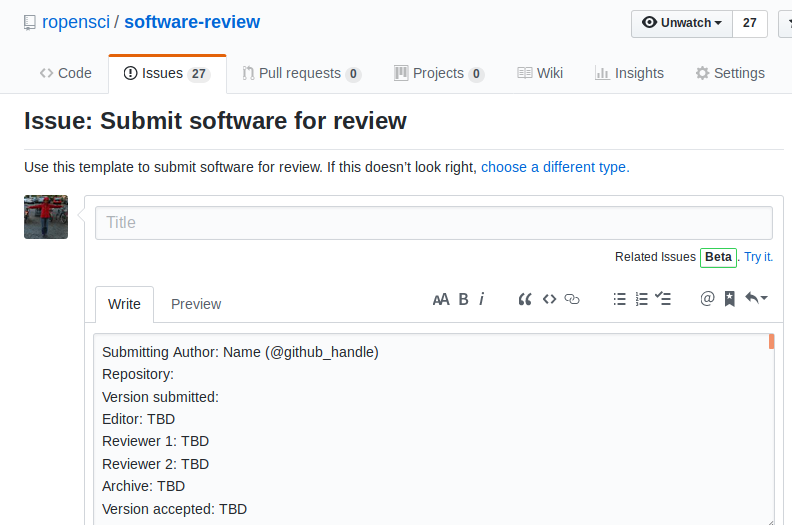 ropensci / software-review
Unwatch 27
Code Issues 27 Pull requests 0 Projects 0 Wiki Insights Settings
Issue: Submit software for review
Use this template to submit software for review. If this doesn’t look right, choose a different type.
Title
Related Issues Beta. Try it.
Write Preview
AA B i @
Submitting Author: Name (@github_handle)
Repository:
Version submitted:
Editor: TBD
Reviewer 1: TBD
Reviewer 2: TBD
Archive: TBD
Version accepted: TBD